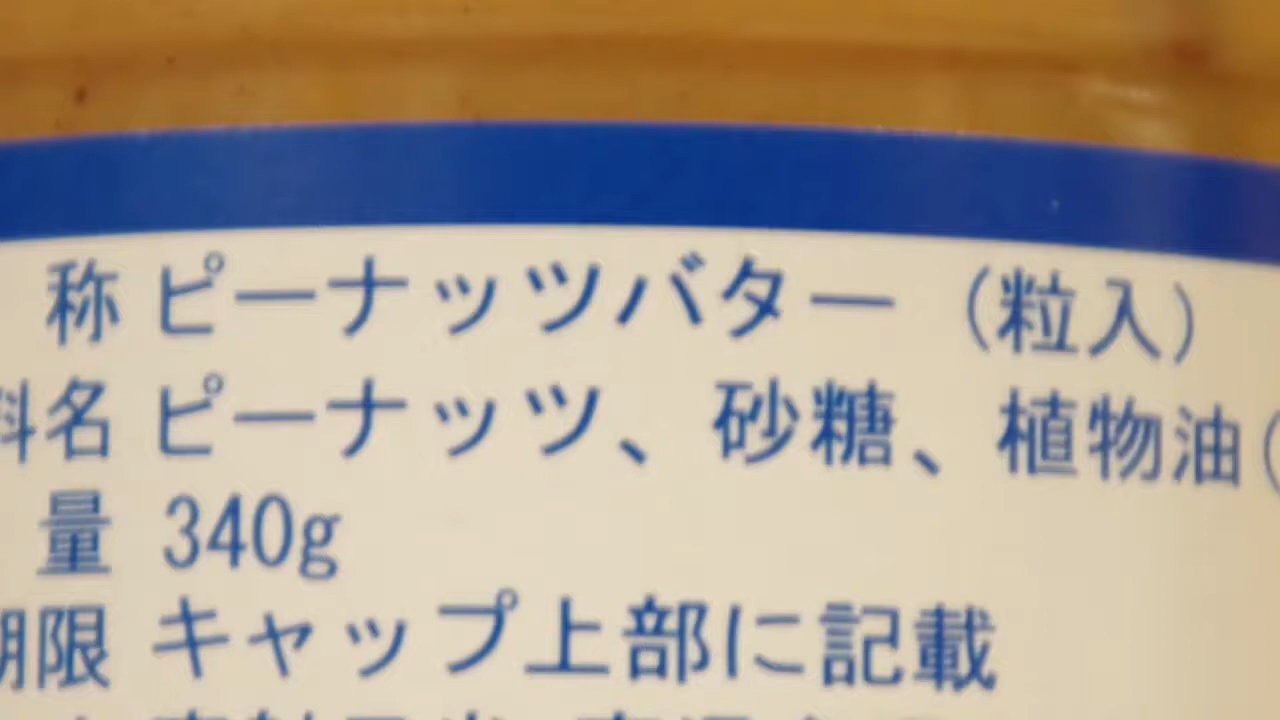 称 ピーナッツバター（粒入）
料名 ピーナッツ、砂糖、植物油（
量 340g
期限 キャップ上部に記載